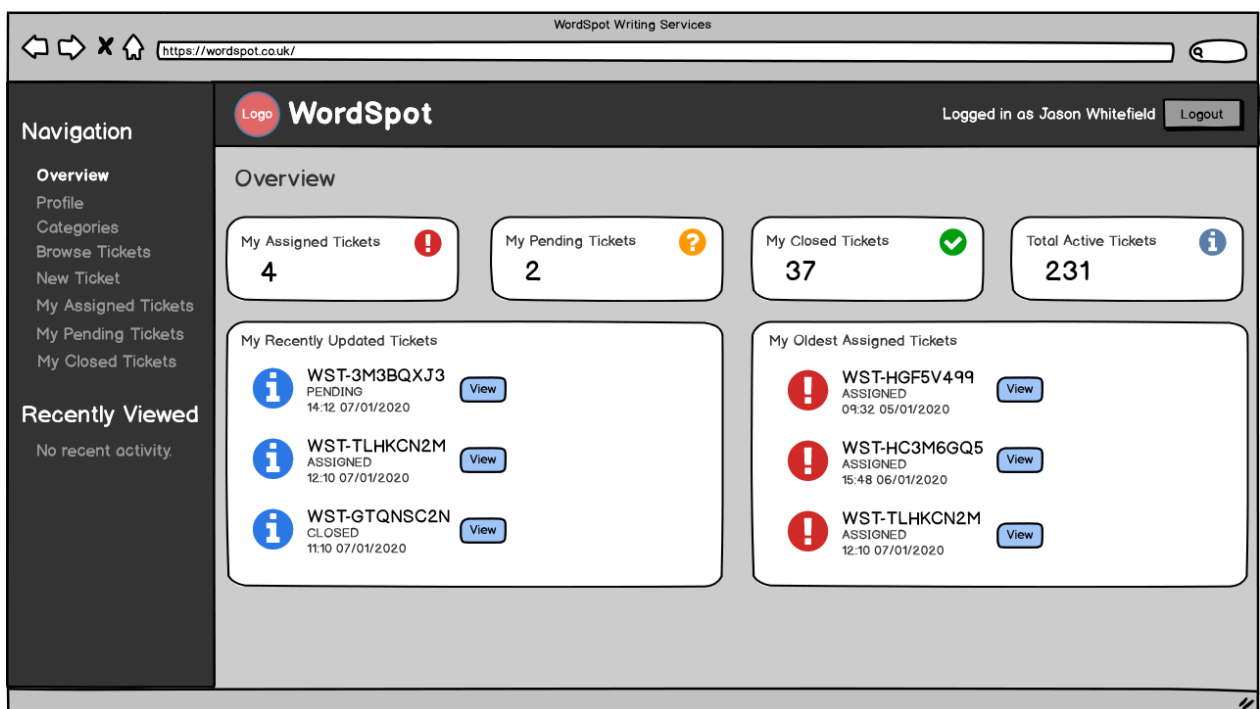 WordSpot Writing Services
https://wordspot.co.uk/
Navigation
Overview
Profile
Categories
Browse Tickets
New Ticket
My Assigned Tickets
My Pending Tickets
My Closed Tickets
Recently Viewed
No recent activity.
Logo
WordSpot
Logged in as Jason Whitefield
Logout
Overview
My Assigned Tickets
4
My Pending Tickets
2
My Closed Tickets
37
Total Active Tickets
231
My Recently Updated Tickets
WST-3M3BQXJ3
PENDING
14:12 07/01/2020
View
WST-TLHKCN2M
ASSIGNED
12:10 07/01/2020
View
WST-GTQNSC2N
CLOSED
11:10 07/01/2020
View
My Oldest Assigned Tickets
WST-HGF5V499
ASSIGNED
09:32 05/01/2020
View
WST-HC3M6GQ5
ASSIGNED
15:48 06/01/2020
View
WST-TLHKCN2M
ASSIGNED
12:10 07/01/2020
View